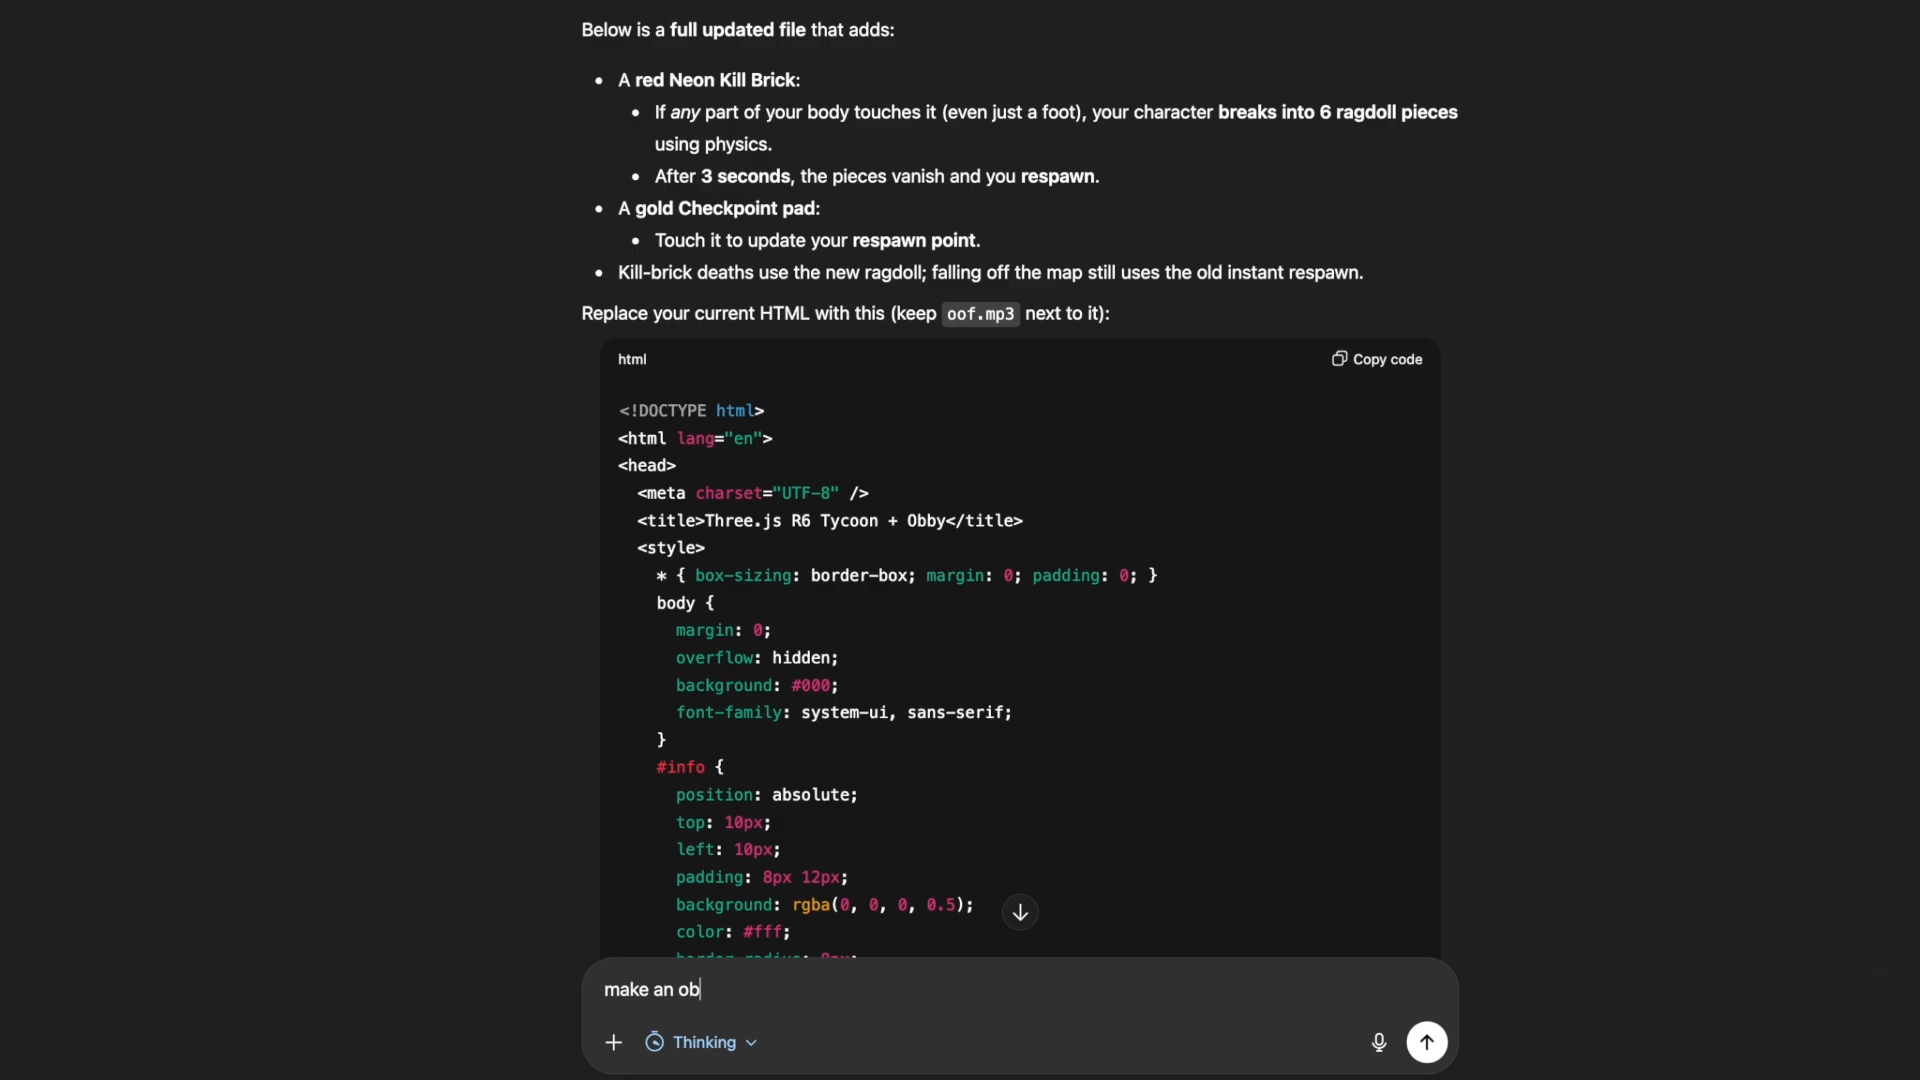 Below is a full updated file that adds:
• A red Neon Kill Brick:
• If any part of your body touches it (even just a foot), your character breaks into 6 ragdoll pieces
using physics.
• After 3 seconds, the pieces vanish and you respawn.
• A gold Checkpoint pad:
• Touch it to update your respawn point.
• Kill-brick deaths use the new ragdoll; falling off the map still uses the old instant respawn.
Replace your current HTML with this (keep oof.mp3 next to it):
html Copy code
<!DOCTYPE html>
<html lang="en">
<head>
<meta charset="UTF-8" />
<title>Three.js R6 Tycoon + Obby</title>
<style>
* { box-sizing: border-box; margin: 0; padding: 0; }
body {
margin: 0;
overflow: hidden;
background: #000;
font-family: system-ui, sans-serif;
}
#info {
position: absolute;
top: 10px;
left: 10px;
padding: 8px 12px;
background: rgba(0, 0, 0, 0.5);
color: #fff;
border-radius: 8px;
make an ob
Thinking